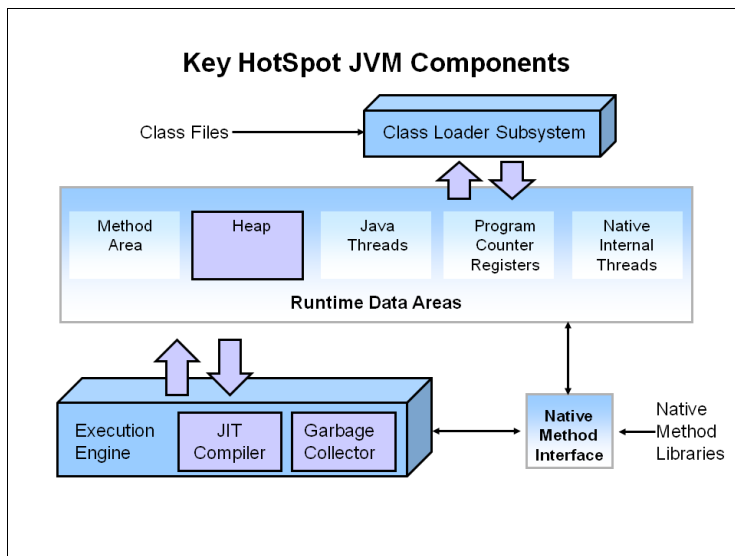 Key HotSpot JVM Components
Class Files
Class Loader Subsystem
Method
Area
Heap
Java
Threads
Program
Counter
Registers
Native
Internal
Threads
Runtime Data Areas
Execution
Engine
JIT
Compiler
Garbage
Collector
Native
Method
Interface
Native
Method
Libraries